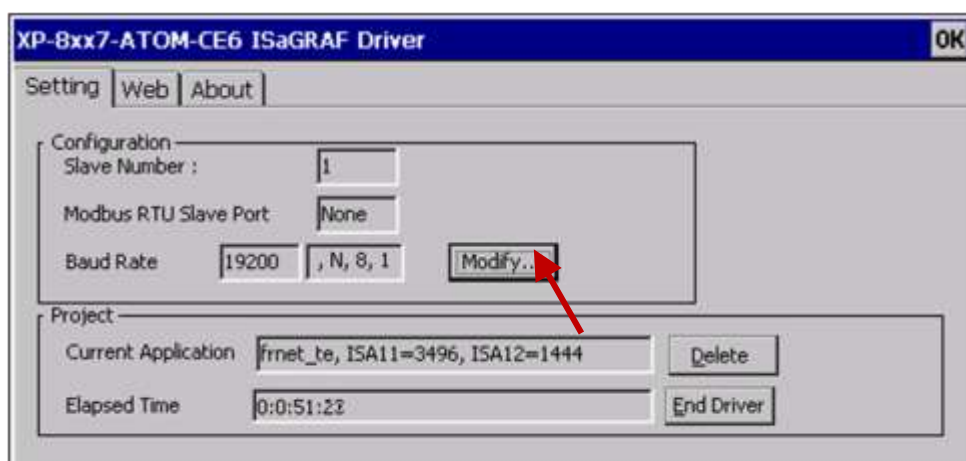 XP-8xx7-ATOM-CE6 ISaGRAF Driver OK
Setting Web About
Configuration
Slave Number : 1
Modbus RTU Slave Port None
Baud Rate 19200 , N, 8, 1 Modify...
Project
Current Application frnet_te, ISA11=3496, ISA12=1444 Delete
Elapsed Time 0:0:51: End Driver